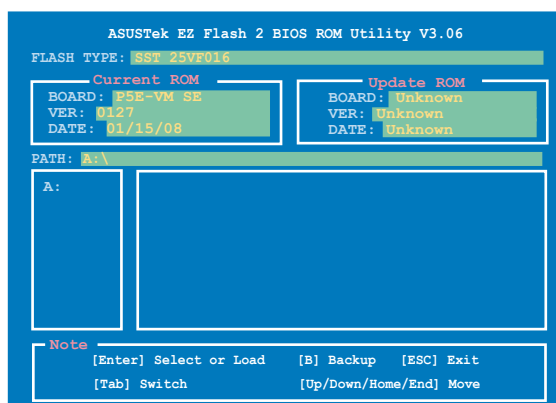 ASUSTek EZ Flash 2 BIOS ROM Utility V3.06
FLASH TYPE: SST 25VF016
Current ROM
BOARD: P5E-VM SE
VER: 0127
DATE: 01/15/08
Update ROM
BOARD: Unknown
VER: Unknown
DATE: Unknown
PATH: A:\
A:
Note
[Enter] Select or Load [B] Backup [ESC] Exit
[Tab] Switch [Up/Down/Home/End] Move